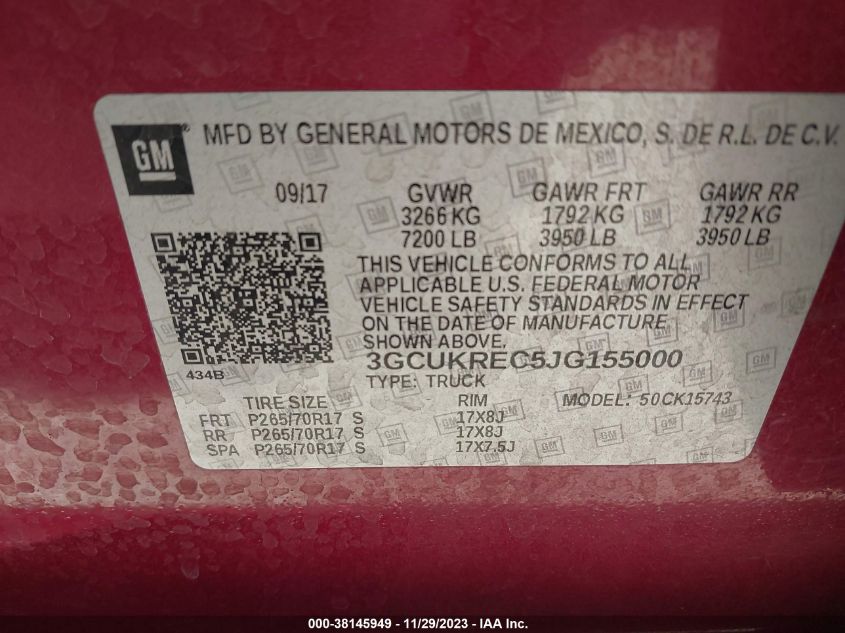 GM ® MFD BY GENERAL MOTORS DE MEXICO, S. DE R.L. DE C.V.
09/17 GVWR GAWR FRT GAWR RR
3266 KG 1792 KG 1792 KG
7200 LB 3950 LB 3950 LB
THIS VEHICLE CONFORMS TO ALL
APPLICABLE U.S. FEDERAL MOTOR
VEHICLE SAFETY STANDARDS IN EFFECT
ON THE DATE OF MANUFACTURE
SHOWN ABOVE.
434B
3GCUKREC5JG155000
TYPE: TRUCK
TIRE SIZE RIM MODEL: 50CK15743
FRT P265/70R17 S 17X8J
RR P265/70R17 S 17X8J
SPA P265/70R17 S 17X7.5J
000-38145949 - 11/29/2023 - IAA Inc.